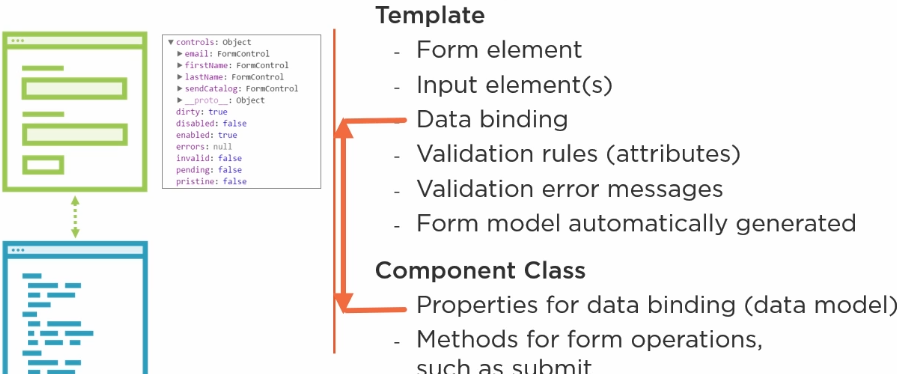 ▼ controls: Object
▶ email: FormControl
▶ firstName: FormControl
▶ lastName: FormControl
▶ sendCatalog: FormControl
▶ __proto__: Object
dirty: true
disabled: false
enabled: true
errors: null
invalid: false
pending: false
pristine: false
Template
- Form element
- Input element(s)
- Data binding
- Validation rules (attributes)
- Validation error messages
- Form model automatically generated
Component Class
- Properties for data binding (data model)
- Methods for form operations,
such as submit